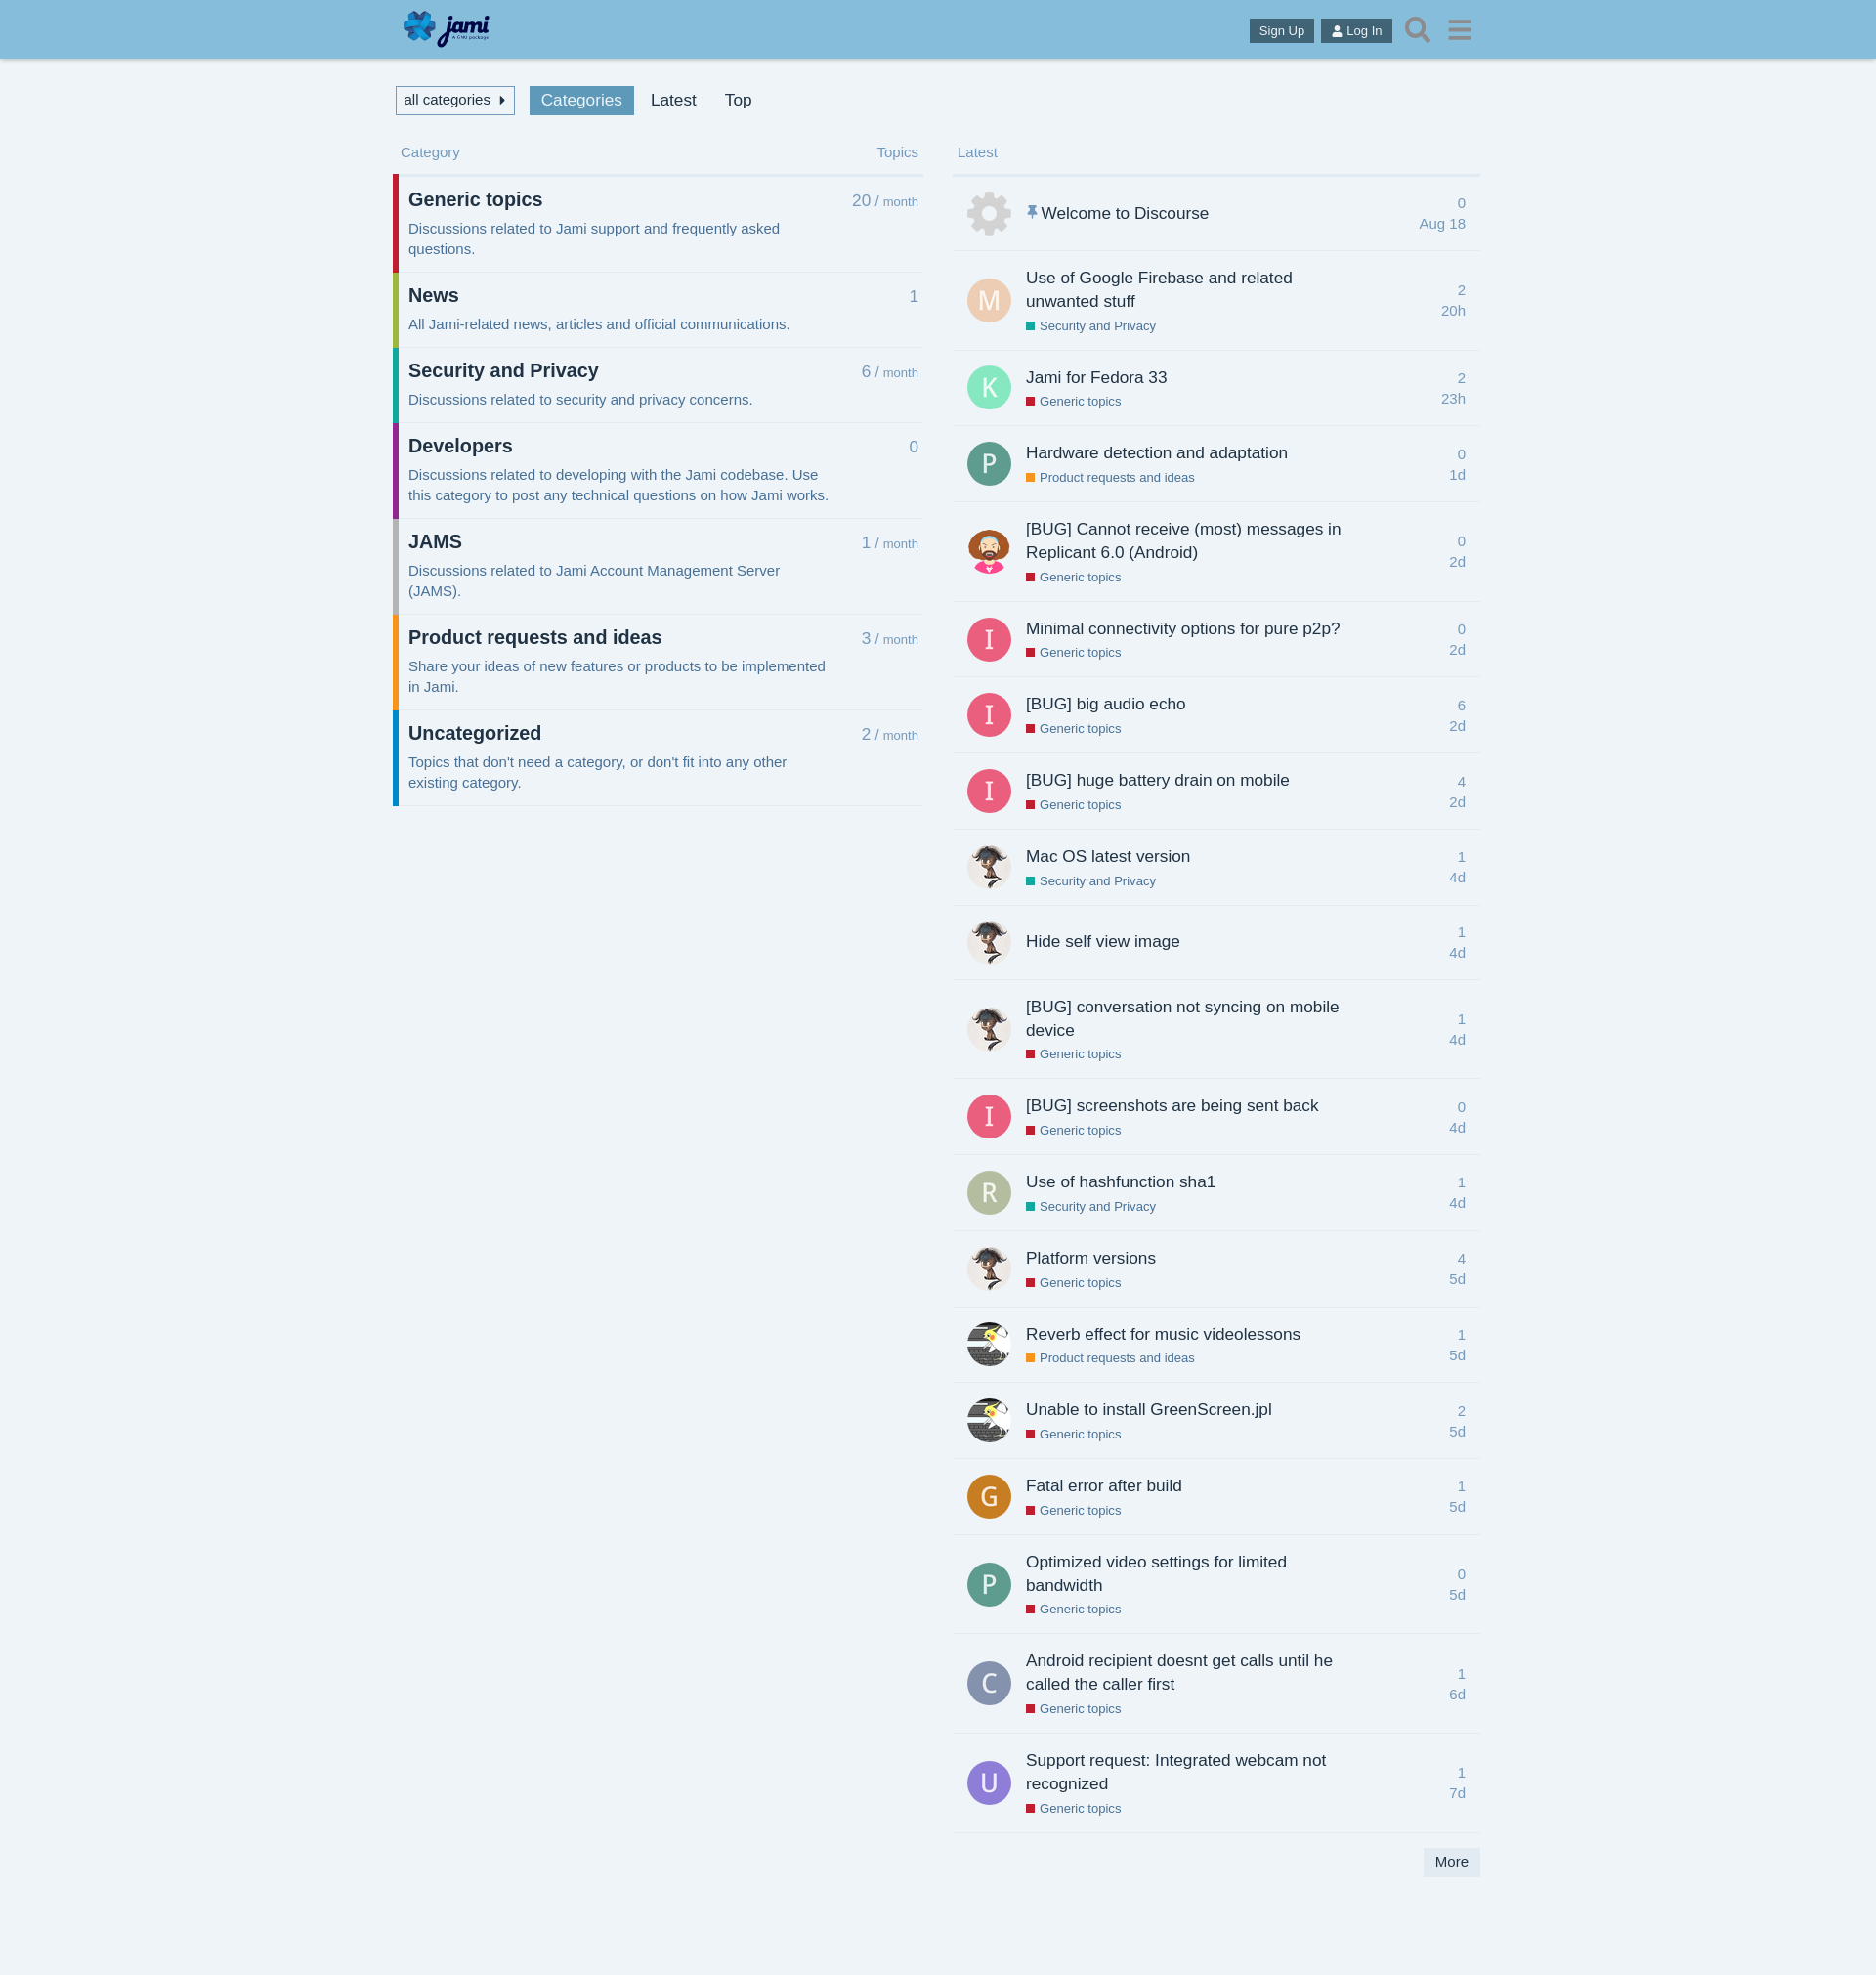 jami
A GNU package
Sign Up
Log In
all categories
Categories
Latest
Top
Category
Topics
Generic topics
20 / month
Discussions related to Jami support and frequently asked
questions.
News
1
All Jami-related news, articles and official communications.
Security and Privacy
6 / month
Discussions related to security and privacy concerns.
Developers
0
Discussions related to developing with the Jami codebase. Use
this category to post any technical questions on how Jami works.
JAMS
1 / month
Discussions related to Jami Account Management Server
(JAMS).
Product requests and ideas
3 / month
Share your ideas of new features or products to be implemented
in Jami.
Uncategorized
2 / month
Topics that don't need a category, or don't fit into any other
existing category.
Latest
Welcome to Discourse
0
Aug 18
M
Use of Google Firebase and related
unwanted stuff
Security and Privacy
2
20h
K
Jami for Fedora 33
Generic topics
2
23h
P
Hardware detection and adaptation
Product requests and ideas
0
1d
[BUG] Cannot receive (most) messages in
Replicant 6.0 (Android)
Generic topics
0
2d
I
Minimal connectivity options for pure p2p?
Generic topics
0
2d
I
[BUG] big audio echo
Generic topics
6
2d
I
[BUG] huge battery drain on mobile
Generic topics
4
2d
Mac OS latest version
Security and Privacy
1
4d
Hide self view image
1
4d
[BUG] conversation not syncing on mobile
device
Generic topics
1
4d
I
[BUG] screenshots are being sent back
Generic topics
0
4d
R
Use of hashfunction sha1
Security and Privacy
1
4d
Platform versions
Generic topics
4
5d
Reverb effect for music videolessons
Product requests and ideas
1
5d
Unable to install GreenScreen.jpl
Generic topics
2
5d
G
Fatal error after build
Generic topics
1
5d
P
Optimized video settings for limited
bandwidth
Generic topics
0
5d
C
Android recipient doesnt get calls until he
called the caller first
Generic topics
1
6d
U
Support request: Integrated webcam not
recognized
Generic topics
1
7d
More